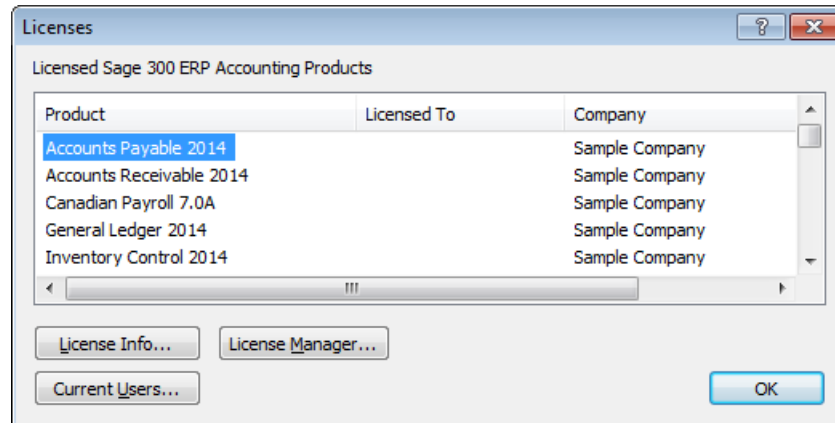 Licenses
Licensed Sage 300 ERP Accounting Products
Product Licensed To Company
Accounts Payable 2014 Sample Company
Accounts Receivable 2014 Sample Company
Canadian Payroll 7.0A Sample Company
General Ledger 2014 Sample Company
Inventory Control 2014 Sample Company
License Info... License Manager...
Current Users... OK